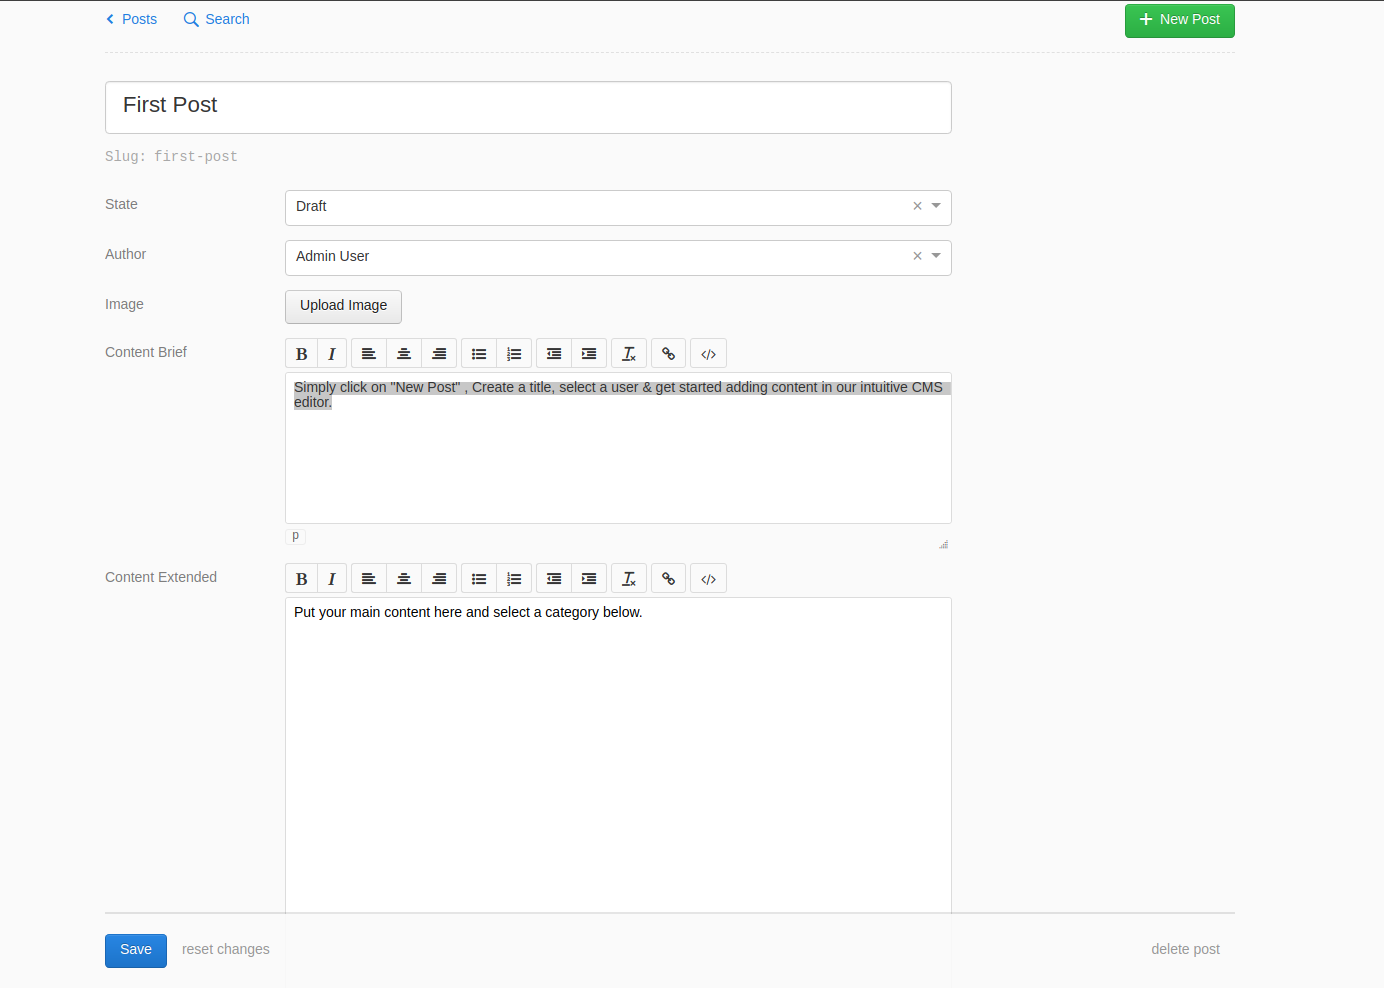 Posts
Search
New Post
First Post
Slug: first-post
State
Draft
Author
Admin User
Image
Upload Image
Content Brief
Simply click on "New Post" , Create a title, select a user & get started adding content in our intuitive CMS
editor.
p
Content Extended
Put your main content here and select a category below.
Save
reset changes
delete post